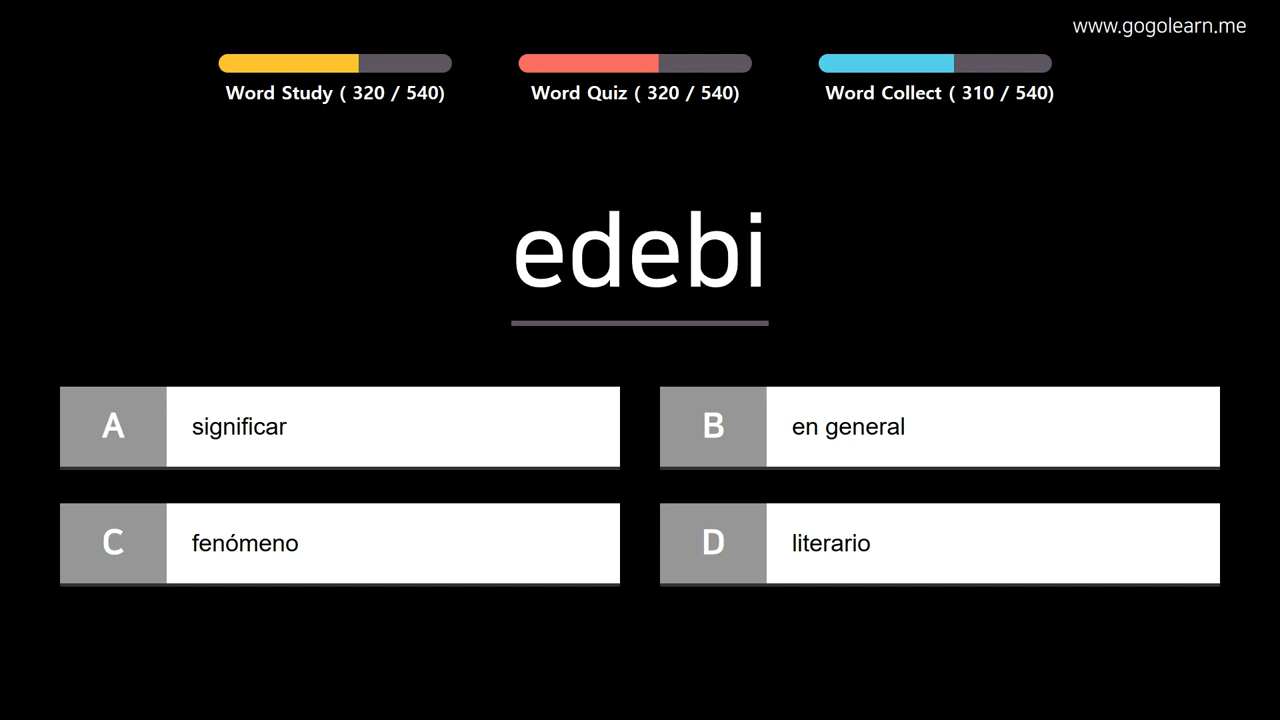 www.gogolearn.me
Word Study ( 320 / 540)
Word Quiz ( 320 / 540)
Word Collect ( 310 / 540)
edebi
A
significar
B
en general
C
fenómeno
D
literario